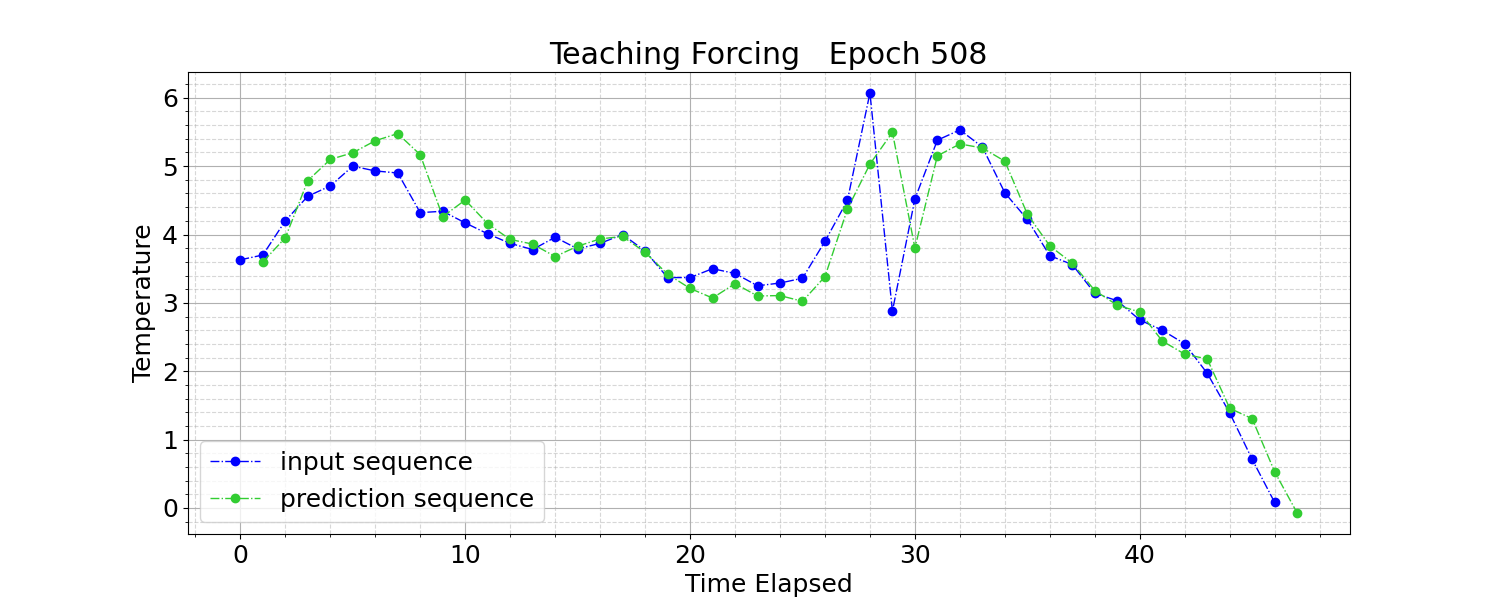 Teaching Forcing   Epoch 508
6
5
4
3
2
1
0
Temperature
input sequence
prediction sequence
0 10 20 30 40
Time Elapsed